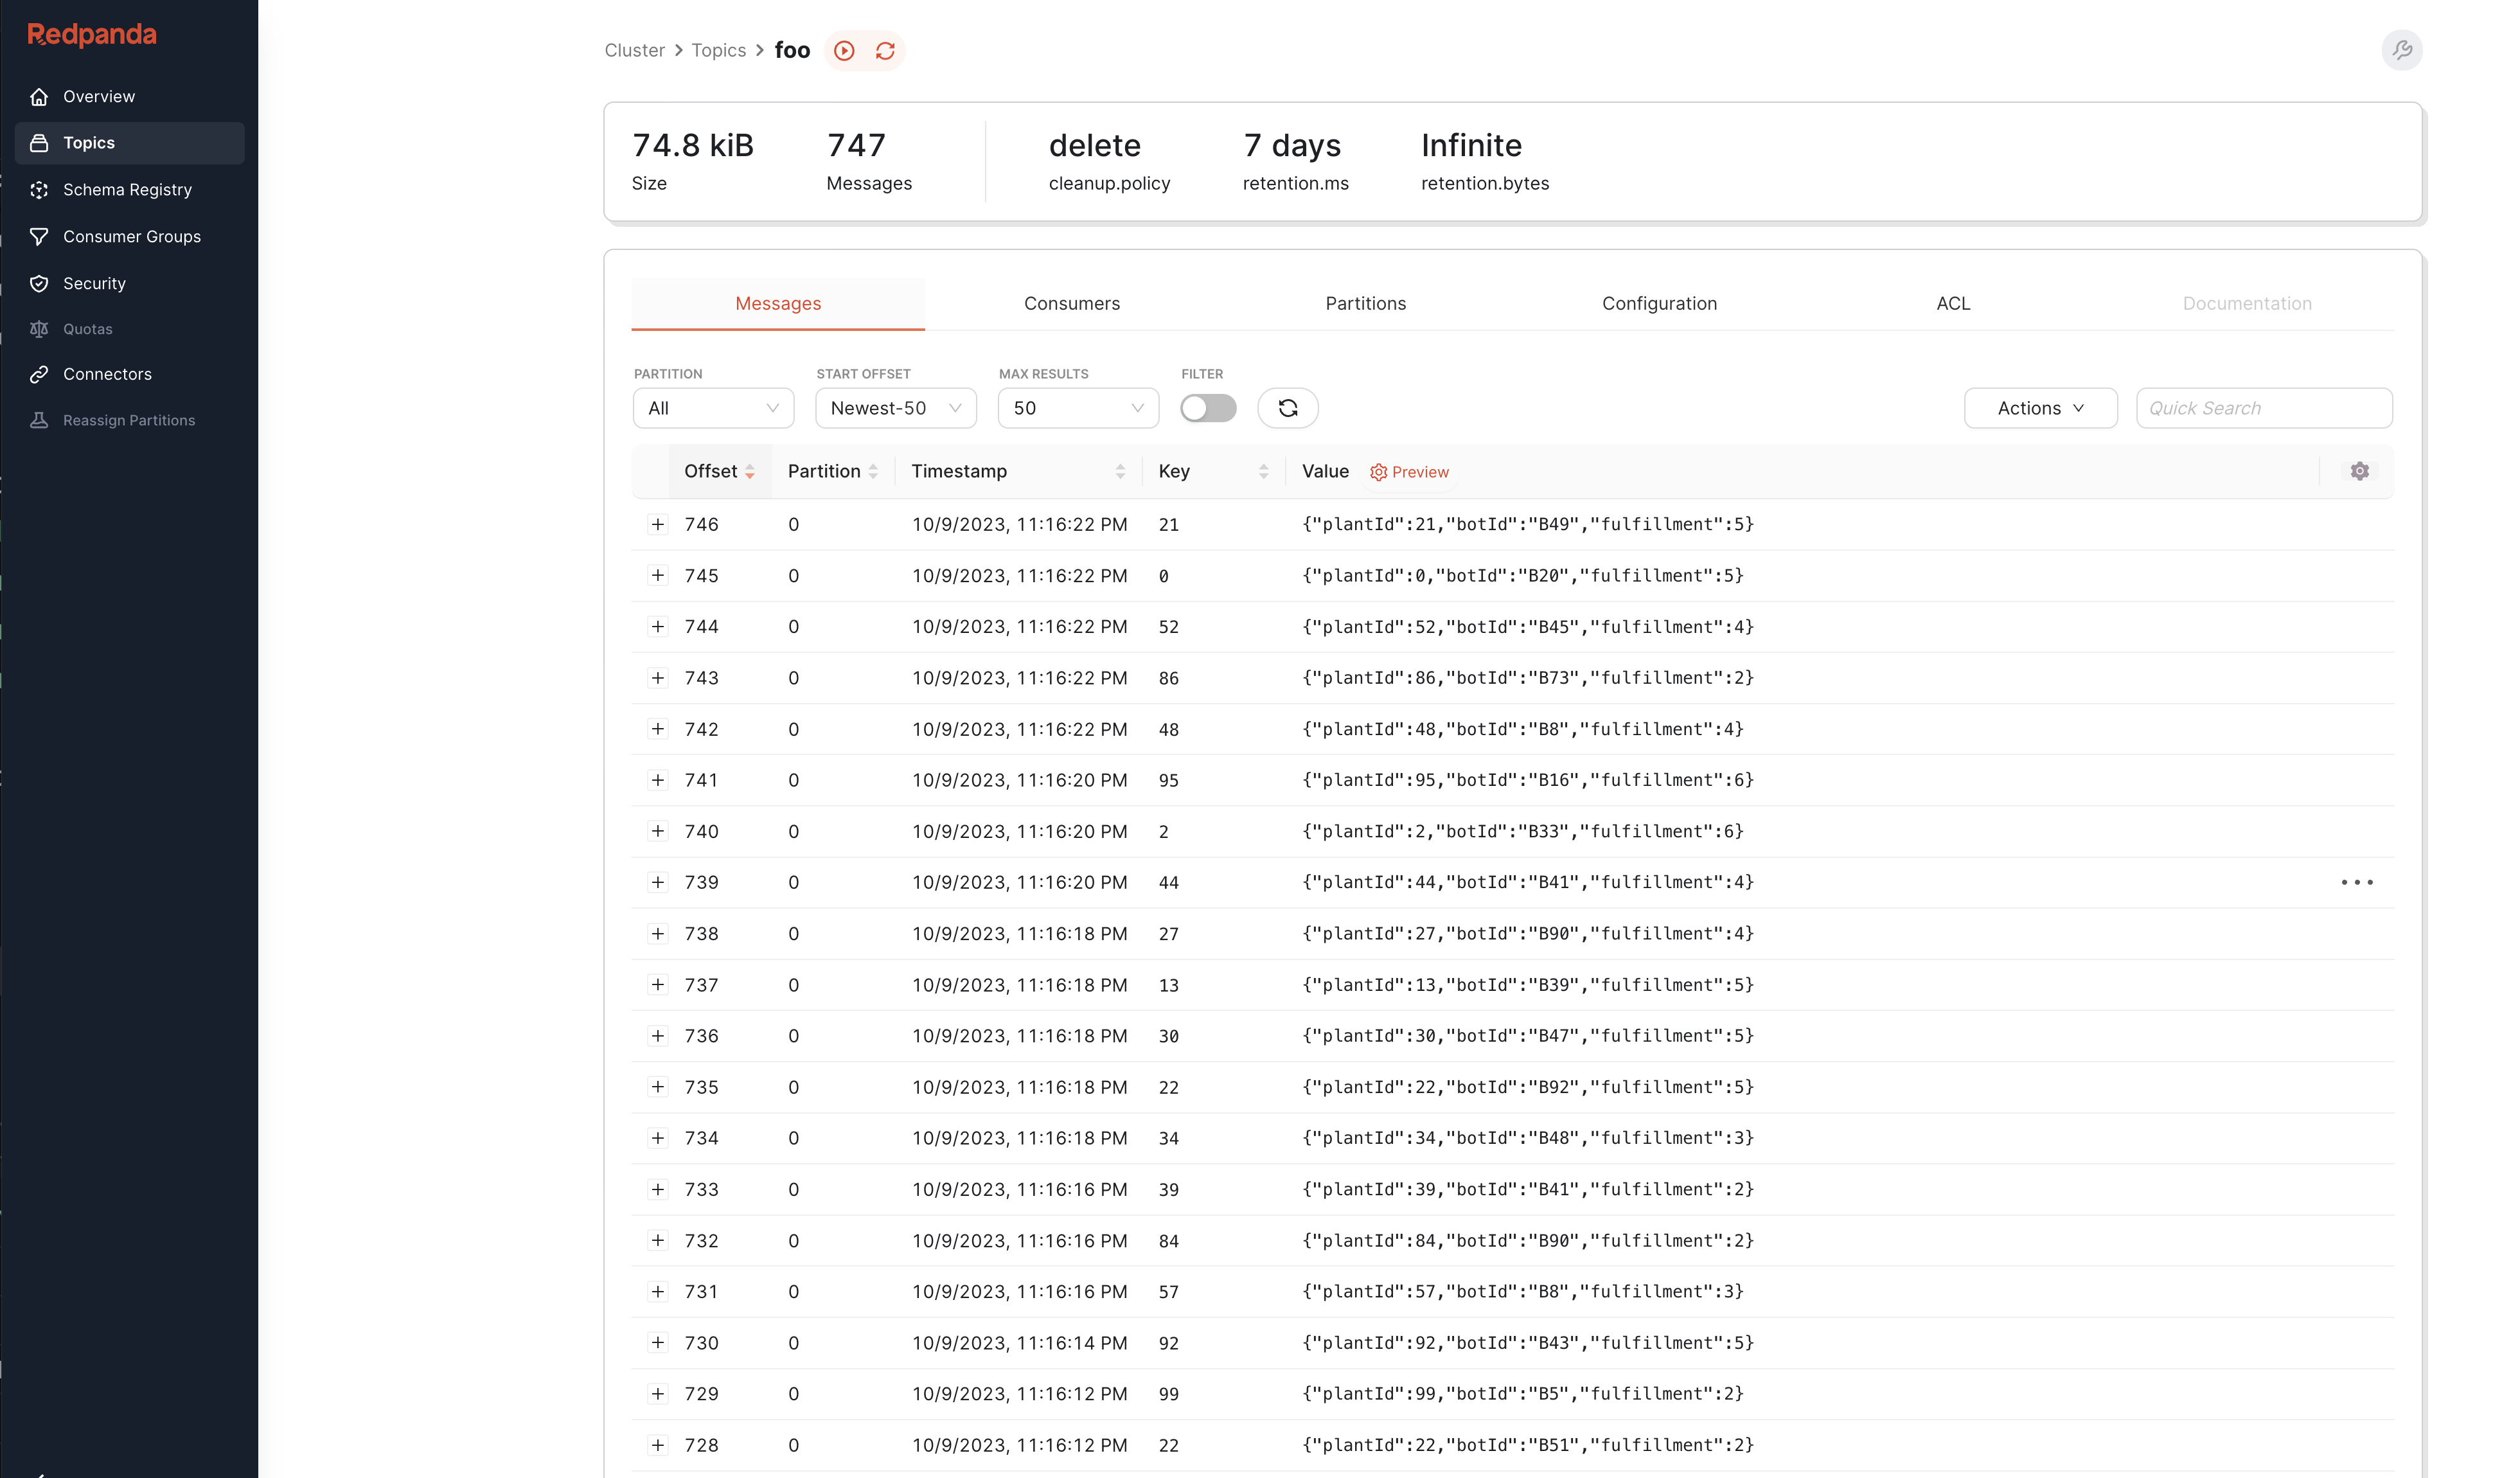 Redpanda
Overview
Topics
Schema Registry
Consumer Groups
Security
Quotas
Connectors
Reassign Partitions
Cluster > Topics > foo
74.8 kiB 747 delete 7 days Infinite
Size Messages cleanup.policy retention.ms retention.bytes
Messages Consumers Partitions Configuration ACL Documentation
PARTITION START OFFSET MAX RESULTS FILTER
All Newest-50 50 Actions Quick Search
Offset Partition Timestamp Key Value Preview
746 0 10/9/2023, 11:16:22 PM 21 {"plantId":21,"botId":"B49","fulfillment":5}
745 0 10/9/2023, 11:16:22 PM 0 {"plantId":0,"botId":"B20","fulfillment":5}
744 0 10/9/2023, 11:16:22 PM 52 {"plantId":52,"botId":"B45","fulfillment":4}
743 0 10/9/2023, 11:16:22 PM 86 {"plantId":86,"botId":"B73","fulfillment":2}
742 0 10/9/2023, 11:16:22 PM 48 {"plantId":48,"botId":"B8","fulfillment":4}
741 0 10/9/2023, 11:16:20 PM 95 {"plantId":95,"botId":"B16","fulfillment":6}
740 0 10/9/2023, 11:16:20 PM 2 {"plantId":2,"botId":"B33","fulfillment":6}
739 0 10/9/2023, 11:16:20 PM 44 {"plantId":44,"botId":"B41","fulfillment":4}
738 0 10/9/2023, 11:16:18 PM 27 {"plantId":27,"botId":"B90","fulfillment":4}
737 0 10/9/2023, 11:16:18 PM 13 {"plantId":13,"botId":"B39","fulfillment":5}
736 0 10/9/2023, 11:16:18 PM 30 {"plantId":30,"botId":"B47","fulfillment":5}
735 0 10/9/2023, 11:16:18 PM 22 {"plantId":22,"botId":"B92","fulfillment":5}
734 0 10/9/2023, 11:16:18 PM 34 {"plantId":34,"botId":"B48","fulfillment":3}
733 0 10/9/2023, 11:16:16 PM 39 {"plantId":39,"botId":"B41","fulfillment":2}
732 0 10/9/2023, 11:16:16 PM 84 {"plantId":84,"botId":"B90","fulfillment":2}
731 0 10/9/2023, 11:16:16 PM 57 {"plantId":57,"botId":"B8","fulfillment":3}
730 0 10/9/2023, 11:16:14 PM 92 {"plantId":92,"botId":"B43","fulfillment":5}
729 0 10/9/2023, 11:16:12 PM 99 {"plantId":99,"botId":"B5","fulfillment":2}
728 0 10/9/2023, 11:16:12 PM 22 {"plantId":22,"botId":"B51","fulfillment":2}